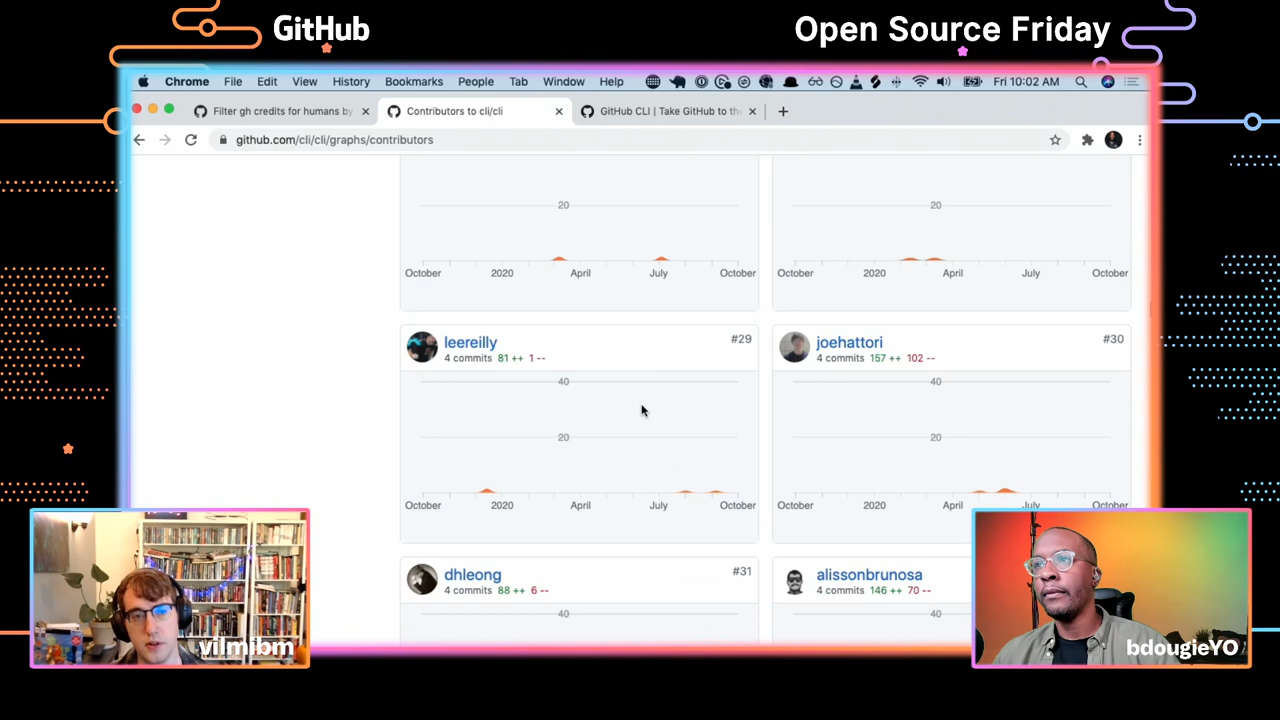 GitHub
Open Source Friday
Chrome File Edit View History Bookmarks People Tab Window Help Fri 10:02 AM
Filter gh credits for humans by
Contributors to cli/cli
GitHub CLI | Take GitHub to the
github.com/cli/cli/graphs/contributors
20
20
October 2020 April July October
October 2020 April July October
leereilly #29
4 commits 81 ++ 1 --
joehattori #30
4 commits 157 ++ 102 --
40
40
20
20
October 2020 April July October
October 2020 April July October
dhleong #31
4 commits 88 ++ 6 --
alissonbrunosa
4 commits 146 ++ 70 --
40
40
vilmibm
bdougieYO